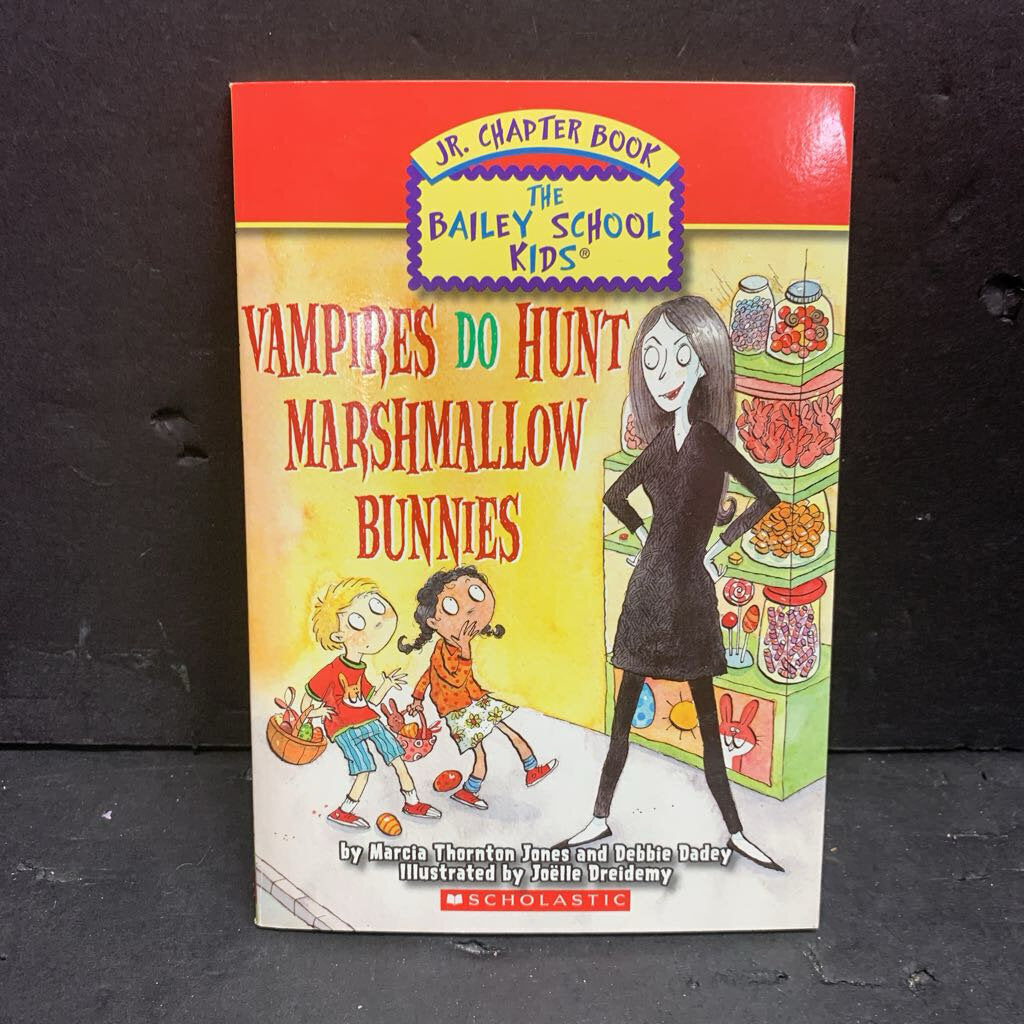 JR. CHAPTER BOOK
THE
BAILEY SCHOOL
KIDS®
VAMPIRES DO HUNT
MARSHMALLOW
BUNNIES
by Marcia Thornton Jones and Debbie Dadey
Illustrated by Joëlle Dreidemy
SCHOLASTIC